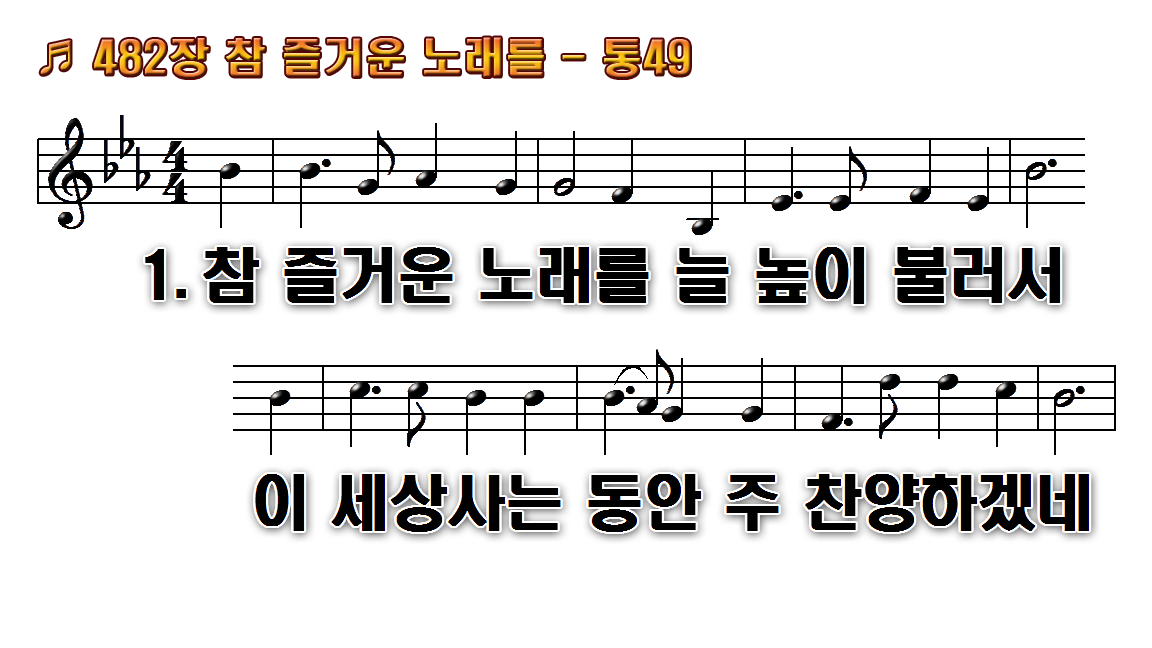 ♬ 482장 참 즐거운 노래를 - 통49
4
4
1. 참 즐거운 노래를 늘 높이 불러서
이 세상사는 동안 주 찬양하겠네